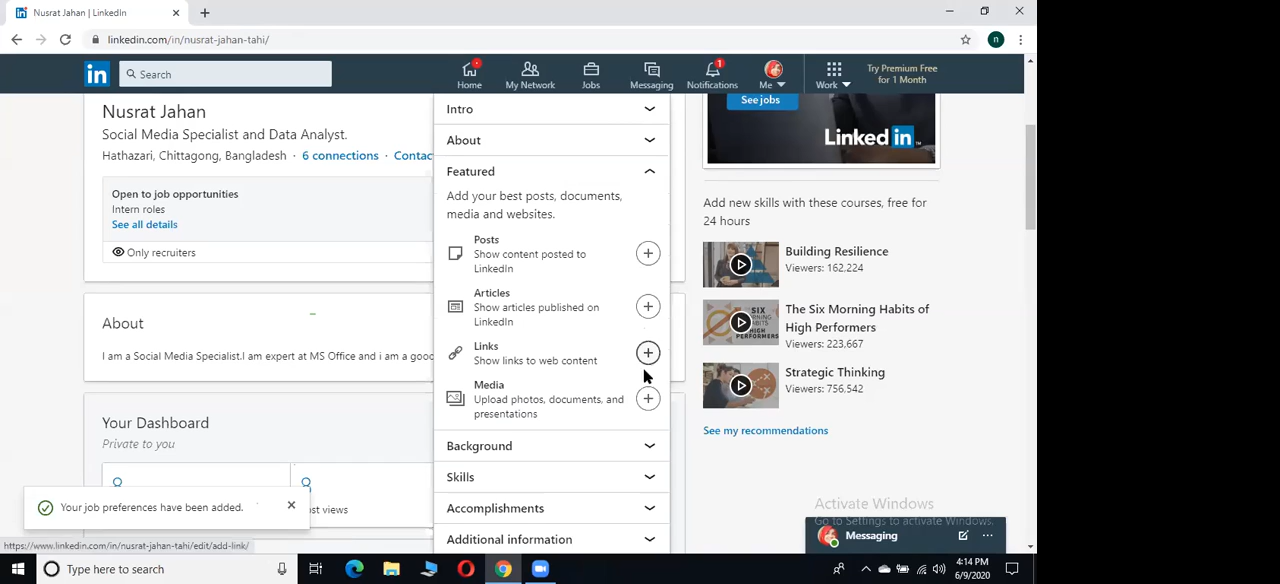 Nusrat Jahan | LinkedIn
linkedin.com/in/nusrat-jahan-tahi/
n
in
Search
Home
My Network
Jobs
Messaging
1
Notifications
Me
Work
Try Premium Free
for 1 Month
Nusrat Jahan
Social Media Specialist and Data Analyst.
Hathazari, Chittagong, Bangladesh · 6 connections · Contac
Open to job opportunities
Intern roles
See all details
Only recruiters
About
I am a Social Media Specialist.I am expert at MS Office and i am a good
Your Dashboard
Private to you
st views
Your job preferences have been added.
https://www.linkedin.com/in/nusrat-jahan-tahi/edit/add-link/
Intro
About
Featured
Add your best posts, documents,
media and websites.
Posts
Show content posted to
LinkedIn
Articles
Show articles published on
LinkedIn
Links
Show links to web content
Media
Upload photos, documents, and
presentations
Background
Skills
Accomplishments
Additional information
See jobs
Linked in
Add new skills with these courses, free for
24 hours
Building Resilience
Viewers: 162,224
SIX
MORNING
HABITS
HIGH
PERFORMERS
The Six Morning Habits of
High Performers
Viewers: 223,667
Strategic Thinking
Viewers: 756,542
See my recommendations
Activate Windows
Go to Settings to activate Windows.
Messaging
Type here to search
4:14 PM
6/9/2020